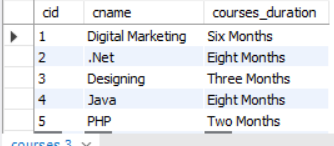 cid cname courses_duration
1 Digital Marketing Six Months
2 .Net Eight Months
3 Designing Three Months
4 Java Eight Months
5 PHP Two Months
courses 3